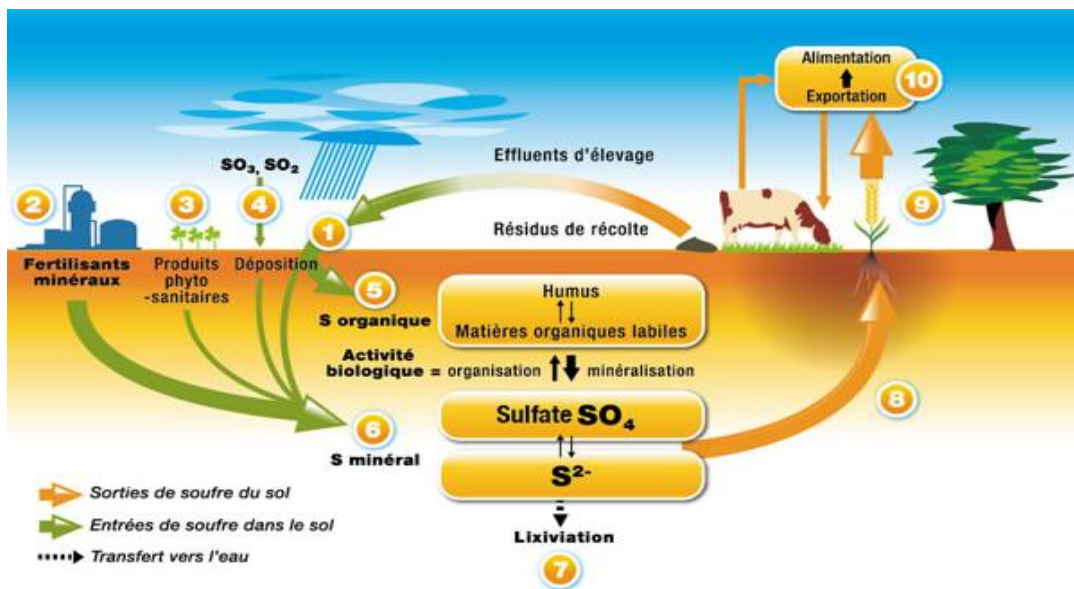 Alimentation
10
Exportation
Effluents d'élevage
SO3, SO2
2
3
4
1
9
Résidus de récolte
Fertilisants
minéraux
Produits
phyto
-sanitaires
Déposition
5
S organique
Humus
Matières organiques labiles
Activité
biologique = organisation
minéralisation
Sulfate SO4
8
6
S minéral
S2-
Sorties de soufre du sol
Entrées de soufre dans le sol
Transfert vers l'eau
Lixiviation
7